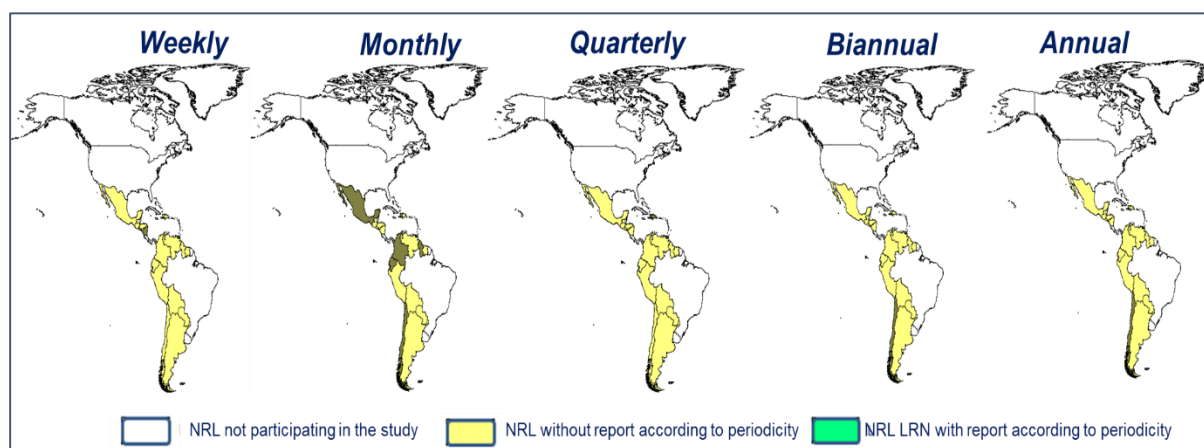 Weekly Monthly Quarterly Biannual Annual
NRL not participating in the study NRL without report according to periodicity NRL LRN with report according to periodicity